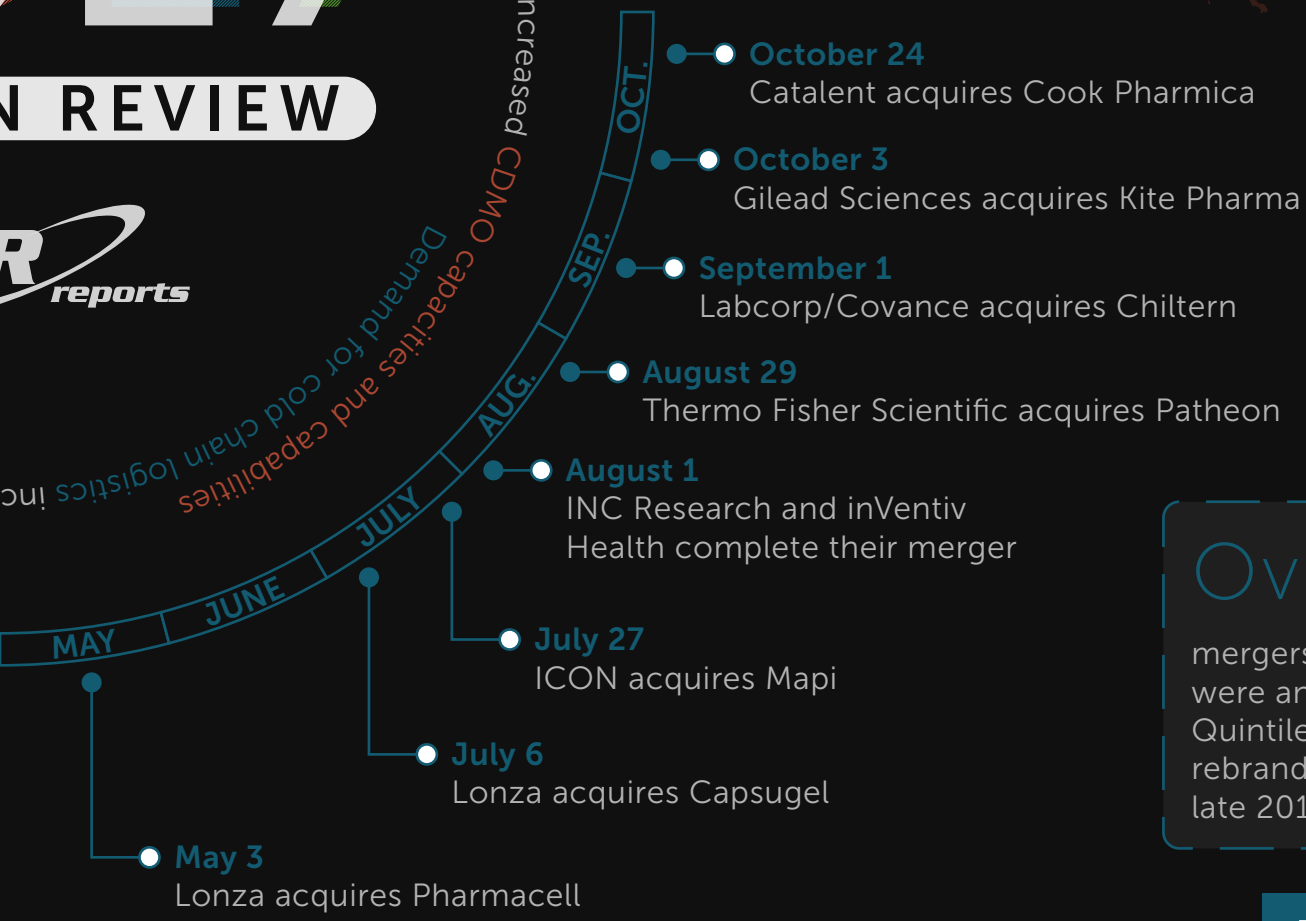 N REVIEW
R
reports
ncreased CDMO capacities and capabilities
Demand for cold chain logistics inc
OCT.
SEP.
AUG.
JULY
JUNE
MAY
October 24
Catalent acquires Cook Pharmica
October 3
Gilead Sciences acquires Kite Pharma
September 1
Labcorp/Covance acquires Chiltern
August 29
Thermo Fisher Scientific acquires Patheon
August 1
INC Research and inVentiv
Health complete their merger
July 27
ICON acquires Mapi
July 6
Lonza acquires Capsugel
May 3
Lonza acquires Pharmacell
Ov
mergers
were an
Quintile
rebrand
late 201